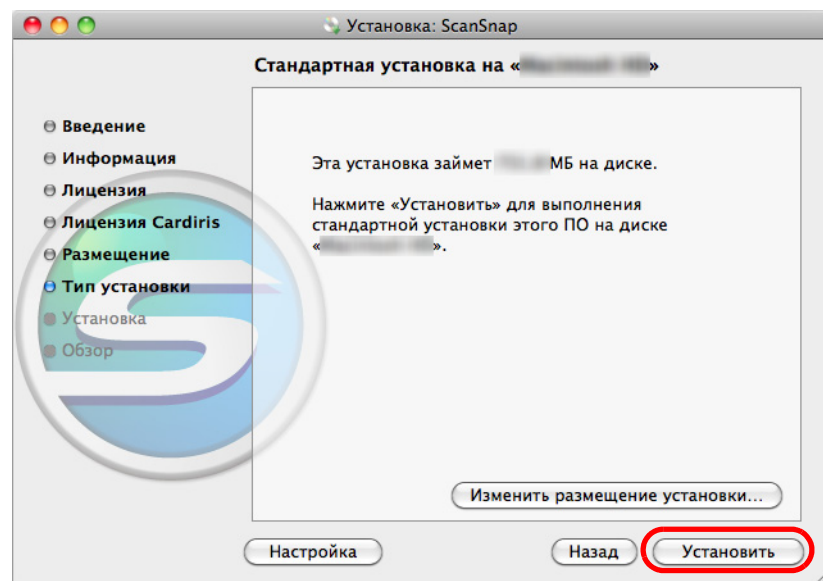 Установка: ScanSnap
Стандартная установка на « »
Введение
Информация
Лицензия
Лицензия Cardiris
Размещение
Тип установки
Установка
Обзор
Эта установка займет МБ на диске.
Нажмите «Установить» для выполнения
стандартной установки этого ПО на диске
« ».
Изменить размещение установки...
Настройка
Назад
Установить